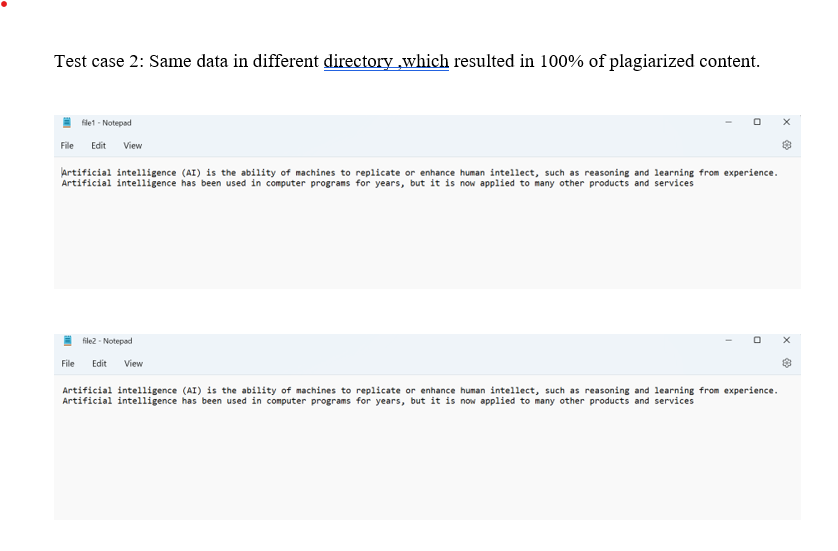 Test case 2: Same data in different directory ,which resulted in 100% of plagiarized content.
file1 - Notepad
File Edit View
Artificial intelligence (AI) is the ability of machines to replicate or enhance human intellect, such as reasoning and learning from experience.
Artificial intelligence has been used in computer programs for years, but it is now applied to many other products and services
file2 - Notepad
File Edit View
Artificial intelligence (AI) is the ability of machines to replicate or enhance human intellect, such as reasoning and learning from experience.
Artificial intelligence has been used in computer programs for years, but it is now applied to many other products and services